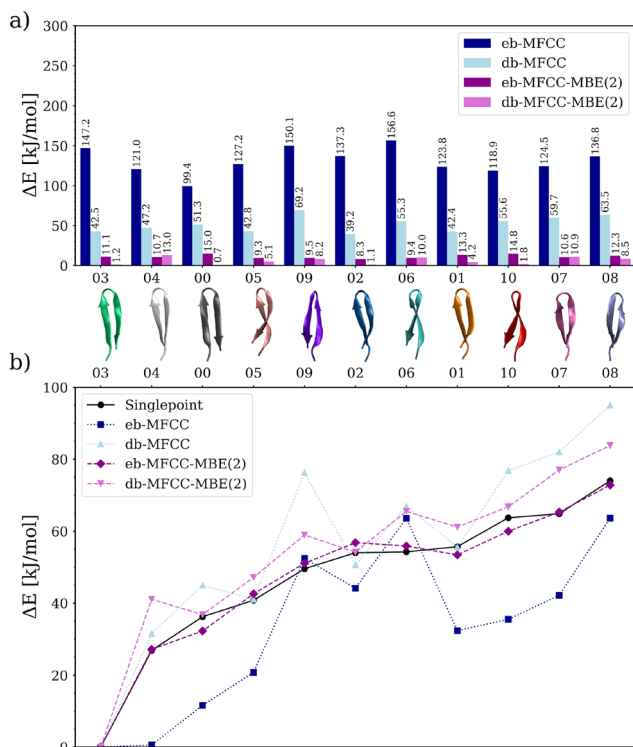 a)
300
250
200
150
100
50
0
ΔE [kJ/mol]
eb-MFCC
db-MFCC
eb-MFCC-MBE(2)
db-MFCC-MBE(2)
147.2 42.5 11.1 1.2
121.0 47.2 10.7 13.0
99.4 51.3 15.0 0.7
127.2 42.8 9.3 5.1
150.1 69.2 9.5 8.2
137.3 39.2 8.3 1.1
156.6 55.3 9.4 10.0
123.8 42.4 13.3 4.2
118.9 55.6 14.8 1.8
124.5 59.7 10.6 10.9
136.8 63.5 12.3 8.5
03 04 00 05 09 02 06 01 10 07 08
b)
03 04 00 05 09 02 06 01 10 07 08
100
80
60
40
20
0
ΔE [kJ/mol]
Singlepoint
eb-MFCC
db-MFCC
eb-MFCC-MBE(2)
db-MFCC-MBE(2)